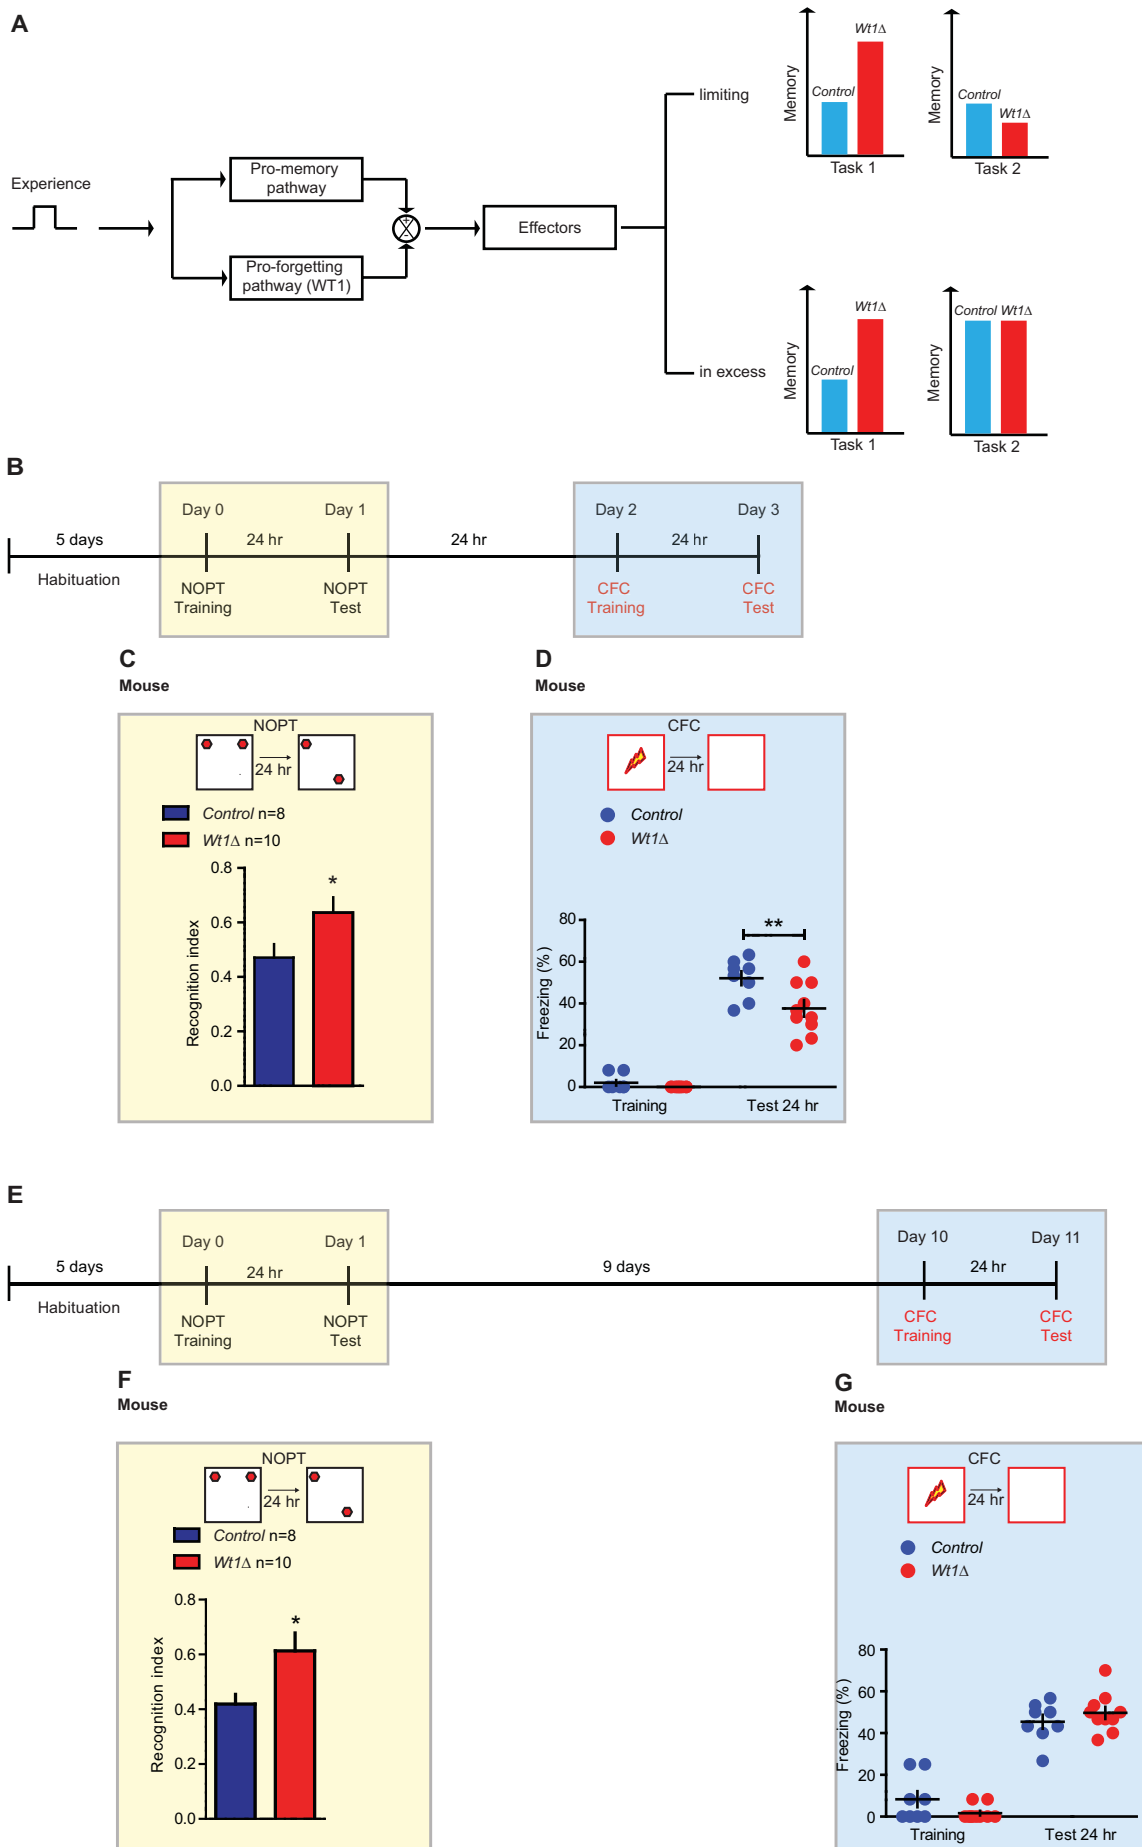 A
Experience
Pro-memory
pathway
Pro-forgetting
pathway (WT1)
+
-
Effectors
limiting
Memory
Control
Wt1Δ
Task 1
Memory
Control
Wt1Δ
Task 2
in excess
Memory
Control
Wt1Δ
Task 1
Memory
Control Wt1Δ
Task 2
B
5 days
Habituation
Day 0
24 hr
Day 1
NOPT
Training
NOPT
Test
24 hr
Day 2
24 hr
Day 3
CFC
Training
CFC
Test
C
Mouse
NOPT
24 hr
Control n=8
Wt1Δ n=10
Recognition index
0.8
0.6
0.4
0.2
0.0
*
D
Mouse
CFC
24 hr
Control
Wt1Δ
Freezing (%)
80
60
40
20
0
**
Training
Test 24 hr
E
5 days
Habituation
Day 0
24 hr
Day 1
NOPT
Training
NOPT
Test
9 days
Day 10
24 hr
Day 11
CFC
Training
CFC
Test
F
Mouse
NOPT
24 hr
Control n=8
Wt1Δ n=10
Recognition index
0.8
0.6
0.4
0.2
0.0
*
G
Mouse
CFC
24 hr
Control
Wt1Δ
Freezing (%)
80
60
40
20
0
Training
Test 24 hr